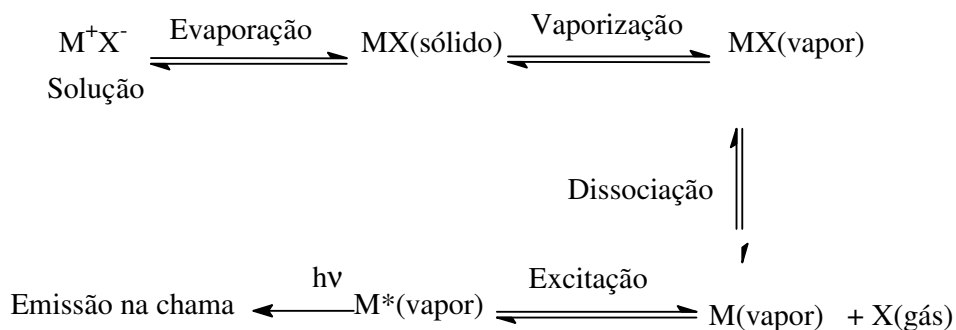 M⁺X⁻ Evaporação MX(sólido) Vaporização MX(vapor)
Solução
Dissociação
Emissão na chama hν M*(vapor) Excitação M(vapor) + X(gás)